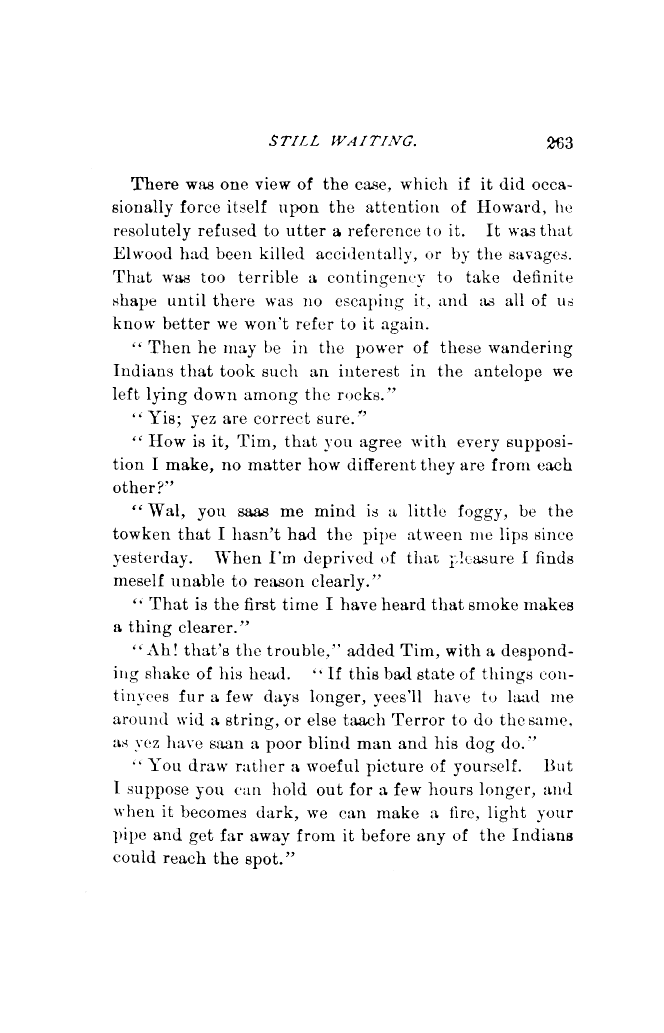 STILL WAITING. 263
There was one view of the case, which if it did occa-
sionally force itself upon the attention of Howard, he
resolutely refused to utter a reference to it. It was that
Elwood had been killed accidentally, or by the savages.
That was too terrible a contingency to take definite
shape until there was no escaping it, and as all of us
know better we won't refer to it again.
“Then he may be in the power of these wandering
Indians that took such an interest in the antelope we
left lying down among the rocks.”
“Yis; yez are correct sure.”
“How is it, Tim, that you agree with every supposi-
tion I make, no matter how different they are from each
other?”
“Wal, you saas me mind is a little foggy, be the
towken that I hasn't had the pipe atween me lips since
yesterday. When I'm deprived of that pleasure I finds
meself unable to reason clearly.”
“That is the first time I have heard that smoke makes
a thing clearer.”
“Ah! that's the trouble,” added Tim, with a despond-
ing shake of his head. “If this bad state of things con-
tinyees fur a few days longer, yees'll have to laad me
around wid a string, or else taach Terror to do the same,
as yez have saan a poor blind man and his dog do.”
“You draw rather a woeful picture of yourself. But
I suppose you can hold out for a few hours longer, and
when it becomes dark, we can make a fire, light your
pipe and get far away from it before any of the Indians
could reach the spot.”